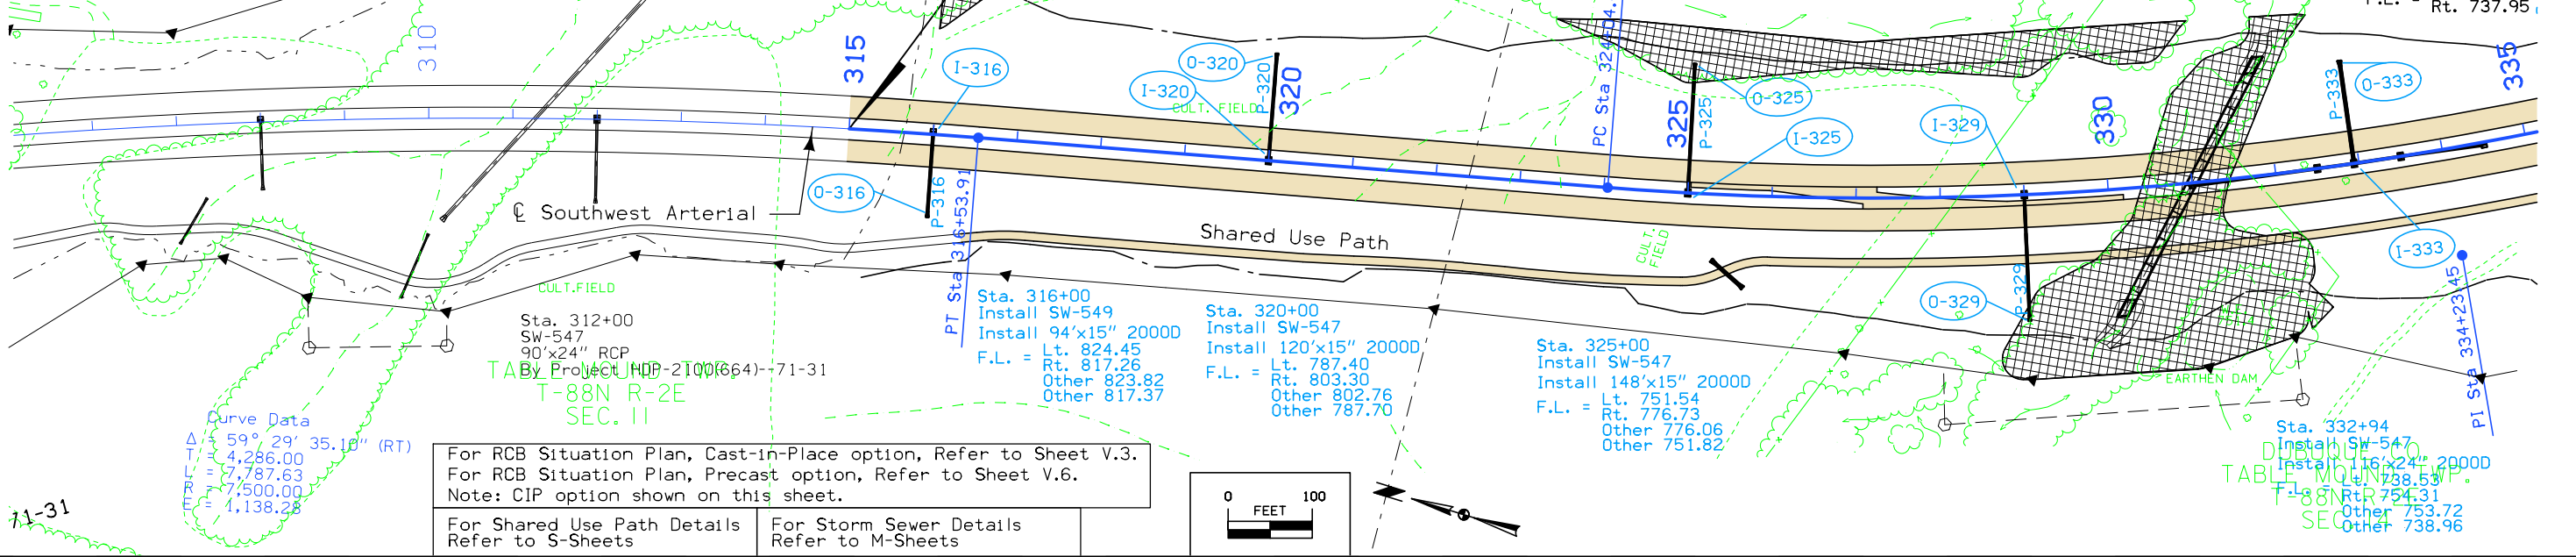 F.L. = Rt. 737.95
310
315
I-316
O-316
P-316
PT Sta 316+53.91
O-320
I-320
P-320
320
CULT. FIELD
PC Sta 324+04.
325
P-325
O-325
I-325
I-329
O-329
P-329
330
P-333
O-333
335
I-333
PI Sta 334+23.45
℄ Southwest Arterial
Shared Use Path
CULT.
FIELD
CULT.FIELD
EARTHEN DAM
Sta. 312+00
SW-547
90'x24" RCP
By Project HDP-2100(664)--71-31
TABLE MOUND TWP.
T-88N R-2E
SEC. 11
Sta. 316+00
Install SW-549
Install 94'x15" 2000D
F.L. = Lt. 824.45
Rt. 817.26
Other 823.82
Other 817.37
Sta. 320+00
Install SW-547
Install 120'x15" 2000D
F.L. = Lt. 787.40
Rt. 803.30
Other 802.76
Other 787.70
Sta. 325+00
Install SW-547
Install 148'x15" 2000D
F.L. = Lt. 751.54
Rt. 776.73
Other 776.06
Other 751.82
Sta. 332+94
Install SW-547
Install 116'x24" 2000D
F.L. = Lt. 738.53
Rt. 754.31
Other 753.72
Other 738.96
DUBUQUE CO.
TABLE MOUND TWP.
T-88N R-2E
SEC. 14
Curve Data
Δ = 59° 29' 35.10" (RT)
T = 4,286.00
L = 7,787.63
R = 7,500.00
E = 1,138.28
71-31
For RCB Situation Plan, Cast-in-Place option, Refer to Sheet V.3.
For RCB Situation Plan, Precast option, Refer to Sheet V.6.
Note: CIP option shown on this sheet.
For Shared Use Path Details
Refer to S-Sheets
For Storm Sewer Details
Refer to M-Sheets
0 100
FEET